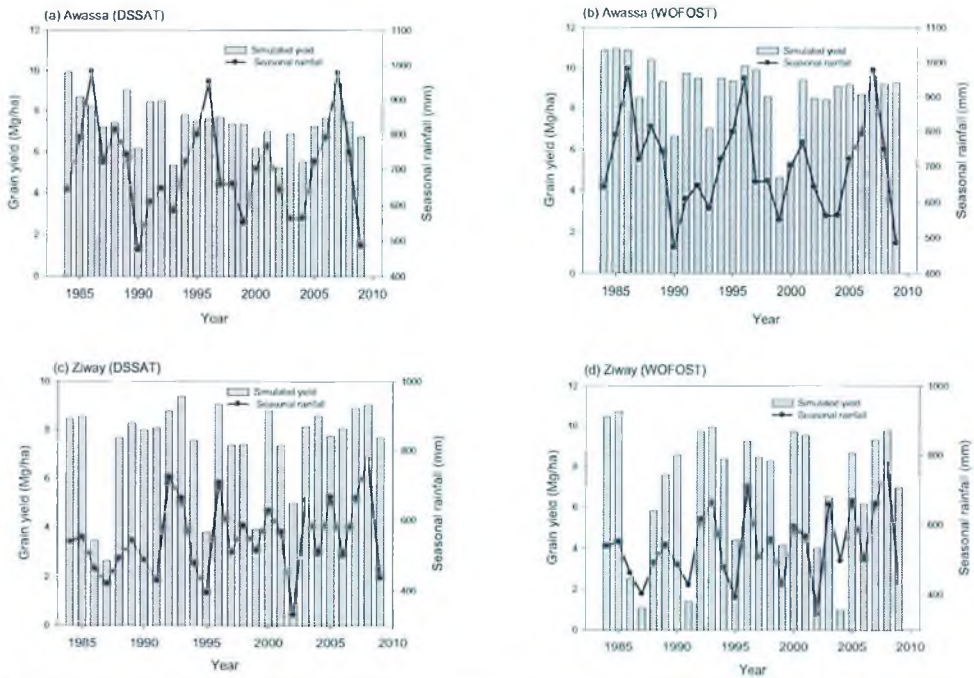 (a) Awassa (DSSAT)
12
10
8
6
4
2
0
Grain yield (Mg/ha)
Simulated yield
Seasonal rainfall
1100
1000
900
800
700
600
500
400
Seasonal rainfall (mm)
1985 1990 1995 2000 2005 2010
Year
(b) Awassa (WOFOST)
12
10
8
6
4
2
0
Grain yield (Mg/ha)
Simulated yield
Seasonal rainfall
1100
1000
900
800
700
600
500
400
Seasonal rainfall (mm)
1985 1990 1995 2000 2005 2010
Year
(c) Ziway (DSSAT)
10
8
6
4
2
0
Grain yield (Mg/ha)
Simulated yield
Seasonal rainfall
1000
800
600
400
Seasonal rainfall (mm)
1985 1990 1995 2000 2005 2010
Year
(d) Ziway (WOFOST)
12
10
8
6
4
2
0
Grain yield (Mg/ha)
Simulated yield
Seasonal rainfall
1000
800
600
400
Seasonal rainfall (mm)
1985 1990 1995 2000 2005 2010
Year